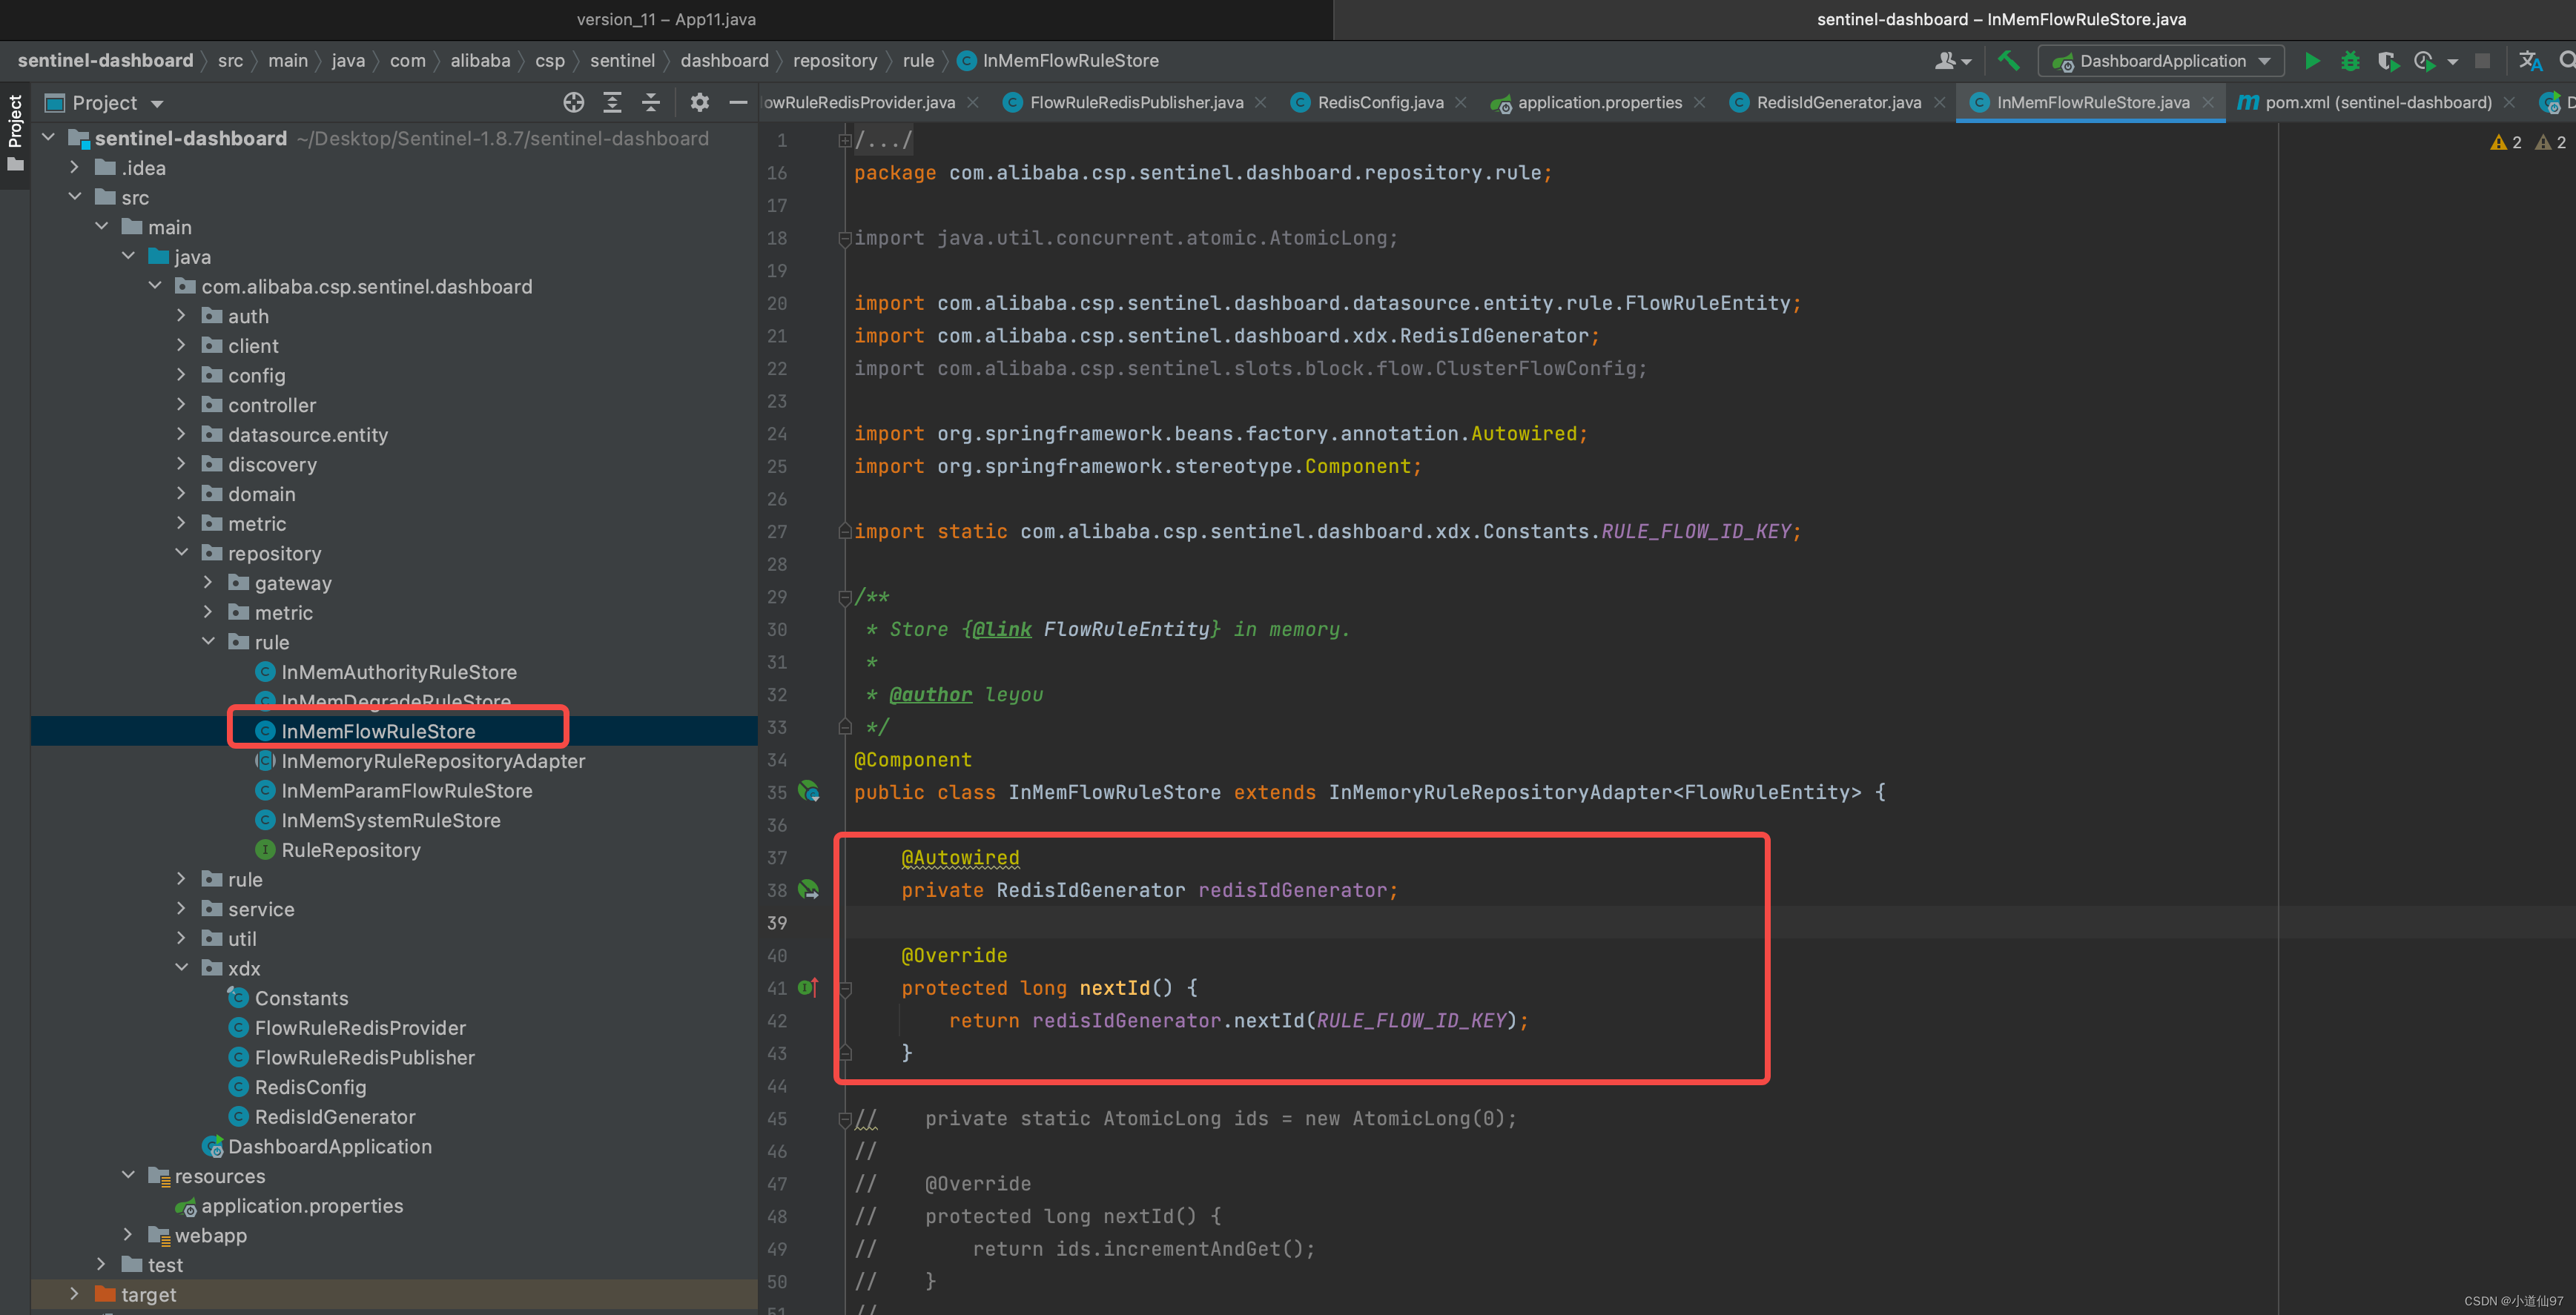 version_11 – App11.java
sentinel-dashboard – InMemFlowRuleStore.java
sentinel-dashboard src main java com alibaba csp sentinel dashboard repository rule InMemFlowRuleStore
DashboardApplication
Project
Project
owRuleRedisProvider.java FlowRuleRedisPublisher.java RedisConfig.java application.properties RedisIdGenerator.java InMemFlowRuleStore.java pom.xml (sentinel-dashboard) D
sentinel-dashboard ~/Desktop/Sentinel-1.8.7/sentinel-dashboard
.idea
src
main
java
com.alibaba.csp.sentinel.dashboard
auth
client
config
controller
datasource.entity
discovery
domain
metric
repository
gateway
metric
rule
InMemAuthorityRuleStore
InMemDegradeRuleStore
InMemFlowRuleStore
InMemoryRuleRepositoryAdapter
InMemParamFlowRuleStore
InMemSystemRuleStore
RuleRepository
rule
service
util
xdx
Constants
FlowRuleRedisProvider
FlowRuleRedisPublisher
RedisConfig
RedisIdGenerator
DashboardApplication
resources
application.properties
webapp
test
target
2 2
1 /.../
16 package com.alibaba.csp.sentinel.dashboard.repository.rule;
17
18 import java.util.concurrent.atomic.AtomicLong;
19
20 import com.alibaba.csp.sentinel.dashboard.datasource.entity.rule.FlowRuleEntity;
21 import com.alibaba.csp.sentinel.dashboard.xdx.RedisIdGenerator;
22 import com.alibaba.csp.sentinel.slots.block.flow.ClusterFlowConfig;
23
24 import org.springframework.beans.factory.annotation.Autowired;
25 import org.springframework.stereotype.Component;
26
27 import static com.alibaba.csp.sentinel.dashboard.xdx.Constants.RULE_FLOW_ID_KEY;
28
29 /**
30 * Store {@link FlowRuleEntity} in memory.
31 *
32 * @author leyou
33 */
34 @Component
35 public class InMemFlowRuleStore extends InMemoryRuleRepositoryAdapter<FlowRuleEntity> {
36
37 @Autowired
38 private RedisIdGenerator redisIdGenerator;
39
40 @Override
41 protected long nextId() {
42 return redisIdGenerator.nextId(RULE_FLOW_ID_KEY);
43 }
44
45 // private static AtomicLong ids = new AtomicLong(0);
46 //
47 // @Override
48 // protected long nextId() {
49 // return ids.incrementAndGet();
50 // }
51 //
CSDN @小道仙97